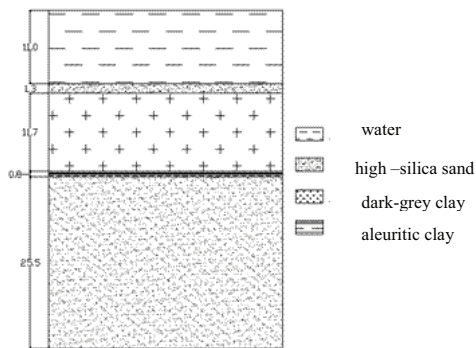 11,0
1,3
11,7
0,8
25,5
water
high –silica sand
dark-grey clay
aleuritic clay